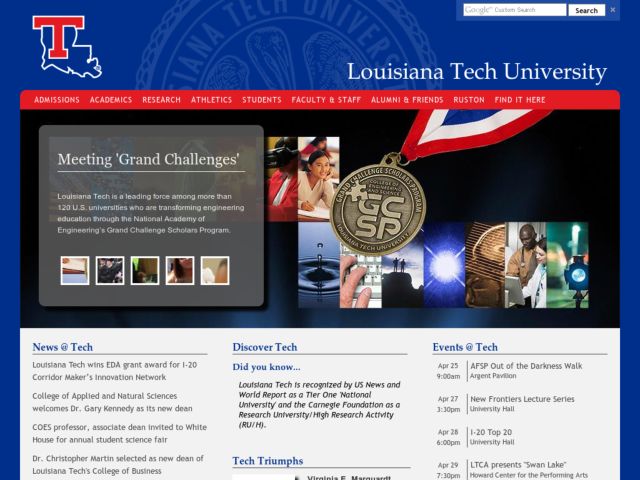 Google™ Custom Search
Search
×
T
LOUISIANA TECH UNIVERSITY
Louisiana Tech University
ADMISSIONS ACADEMICS RESEARCH ATHLETICS STUDENTS FACULTY & STAFF ALUMNI & FRIENDS RUSTON FIND IT HERE
Meeting 'Grand Challenges'
Louisiana Tech is a leading force among more than
120 U.S. universities who are transforming engineering
education through the National Academy of
Engineering's Grand Challenge Scholars Program.
GRAND CHALLENGE SCHOLARS PROGRAM
COLLEGE OF
ENGINEERING
AND SCIENCE
GC
SP
LOUISIANA TECH UNIVERSITY
News @ Tech
Louisiana Tech wins EDA grant award for I-20
Corridor Maker's Innovation Network
College of Applied and Natural Sciences
welcomes Dr. Gary Kennedy as its new dean
COES professor, associate dean invited to White
House for annual student science fair
Dr. Christopher Martin selected as new dean of
Louisiana Tech's College of Business
Discover Tech
Did you know...
Louisiana Tech is recognized by US News and
World Report as a Tier One 'National
University' and the Carnegie Foundation as a
Research University/High Research Activity
(RU/H).
Tech Triumphs
Virginia E. Marquardt
Events @ Tech
Apr 25 AFSP Out of the Darkness Walk
9:00am Argent Pavilion
Apr 27 New Frontiers Lecture Series
3:30pm University Hall
Apr 28 I-20 Top 20
6:00pm University Hall
Apr 29 LTCA presents "Swan Lake"
7:30pm Howard Center for the Performing Arts